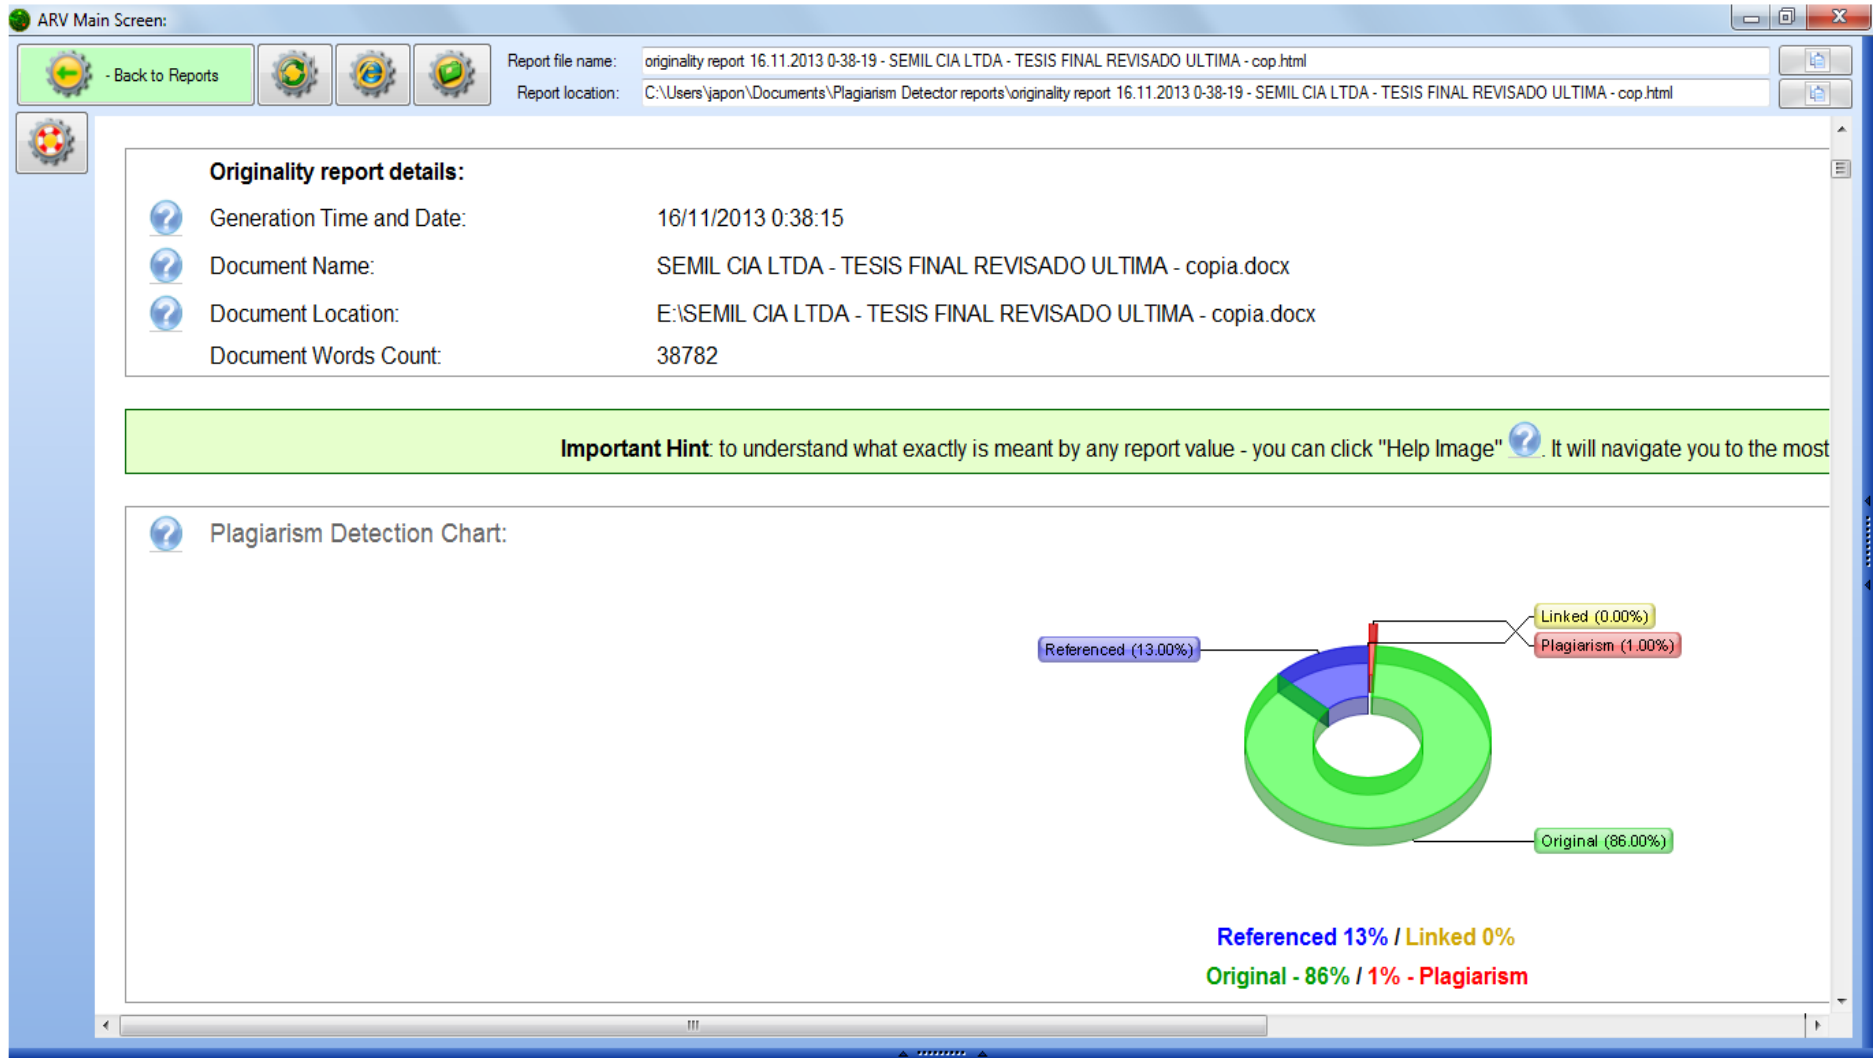 ARV Main Screen:
- Back to Reports
Report file name: originality report 16.11.2013 0-38-19 - SEMIL CIA LTDA - TESIS FINAL REVISADO ULTIMA - cop.html
Report location: C:\Users\japon\Documents\Plagiarism Detector reports\originality report 16.11.2013 0-38-19 - SEMIL CIA LTDA - TESIS FINAL REVISADO ULTIMA - cop.html
Originality report details:
Generation Time and Date: 16/11/2013 0:38:15
Document Name: SEMIL CIA LTDA - TESIS FINAL REVISADO ULTIMA - copia.docx
Document Location: E:\SEMIL CIA LTDA - TESIS FINAL REVISADO ULTIMA - copia.docx
Document Words Count: 38782
Important Hint: to understand what exactly is meant by any report value - you can click "Help Image" ?. It will navigate you to the most
Plagiarism Detection Chart:
Linked (0.00%)
Referenced (13.00%)
Plagiarism (1.00%)
Original (86.00%)
Referenced 13% / Linked 0%
Original - 86% / 1% - Plagiarism